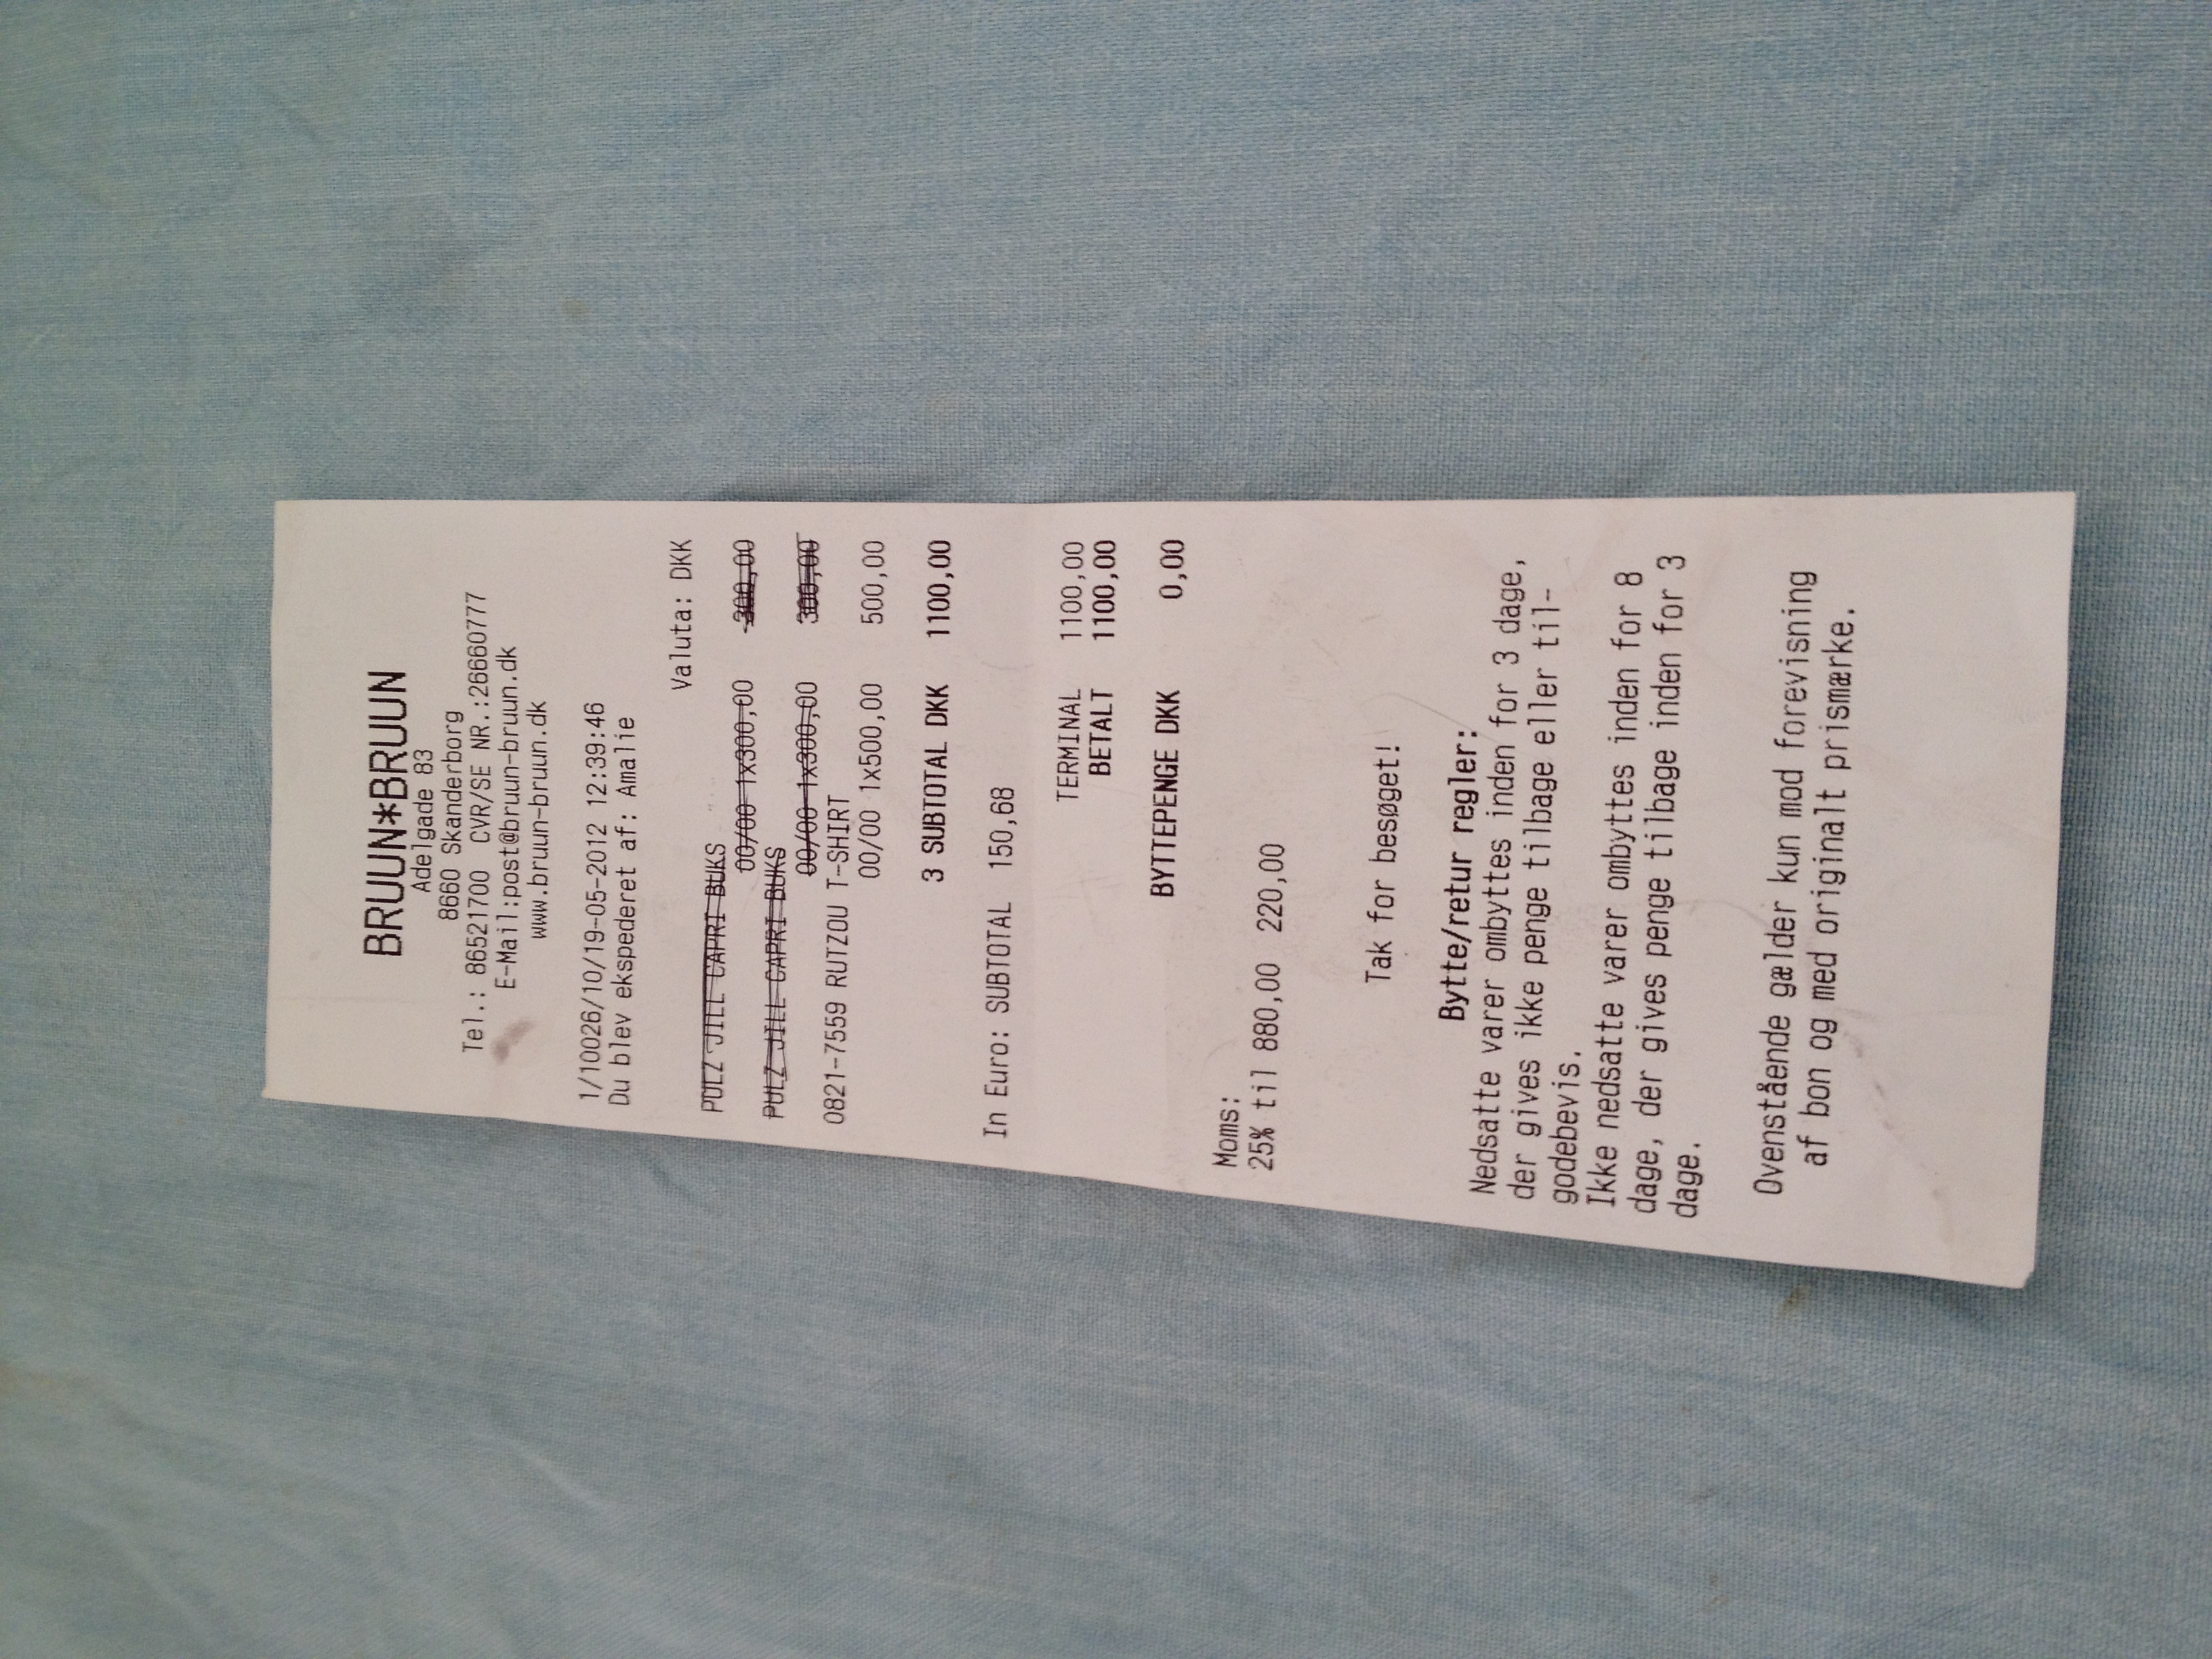 BRUUN*BRUUN
Adelgade 83
8660 Skanderborg
Tel.: 86521700 CVR/SE NR.:26660777
E-Mail:post@bruun-bruun.dk
www.bruun-bruun.dk
1/10026/10/19-05-2012 12:39:46
Du blev ekspederet af: Amalie
Valuta: DKK
PULZ JILL CAPRI BUKS
00/00 1x300,00 300,00
PULZ JILL CAPRI BUKS
00/00 1x300,00 300,00
0821-7559 RUTZOU T-SHIRT
00/00 1x500,00 500,00
3 SUBTOTAL DKK 1100,00
In Euro: SUBTOTAL 150,68
TERMINAL 1100,00
BETALT 1100,00
BYTTEPENGE DKK 0,00
Moms:
25% til 880,00 220,00
Tak for besøget!
Bytte/retur regler:
Nedsatte varer ombyttes inden for 3 dage,
der gives ikke penge tilbage eller til-
godebevis.
Ikke nedsatte varer ombyttes inden for 8
dage, der gives penge tilbage inden for 3
dage.
Ovenstående gælder kun mod forevisning
af bon og med originalt prismærke.